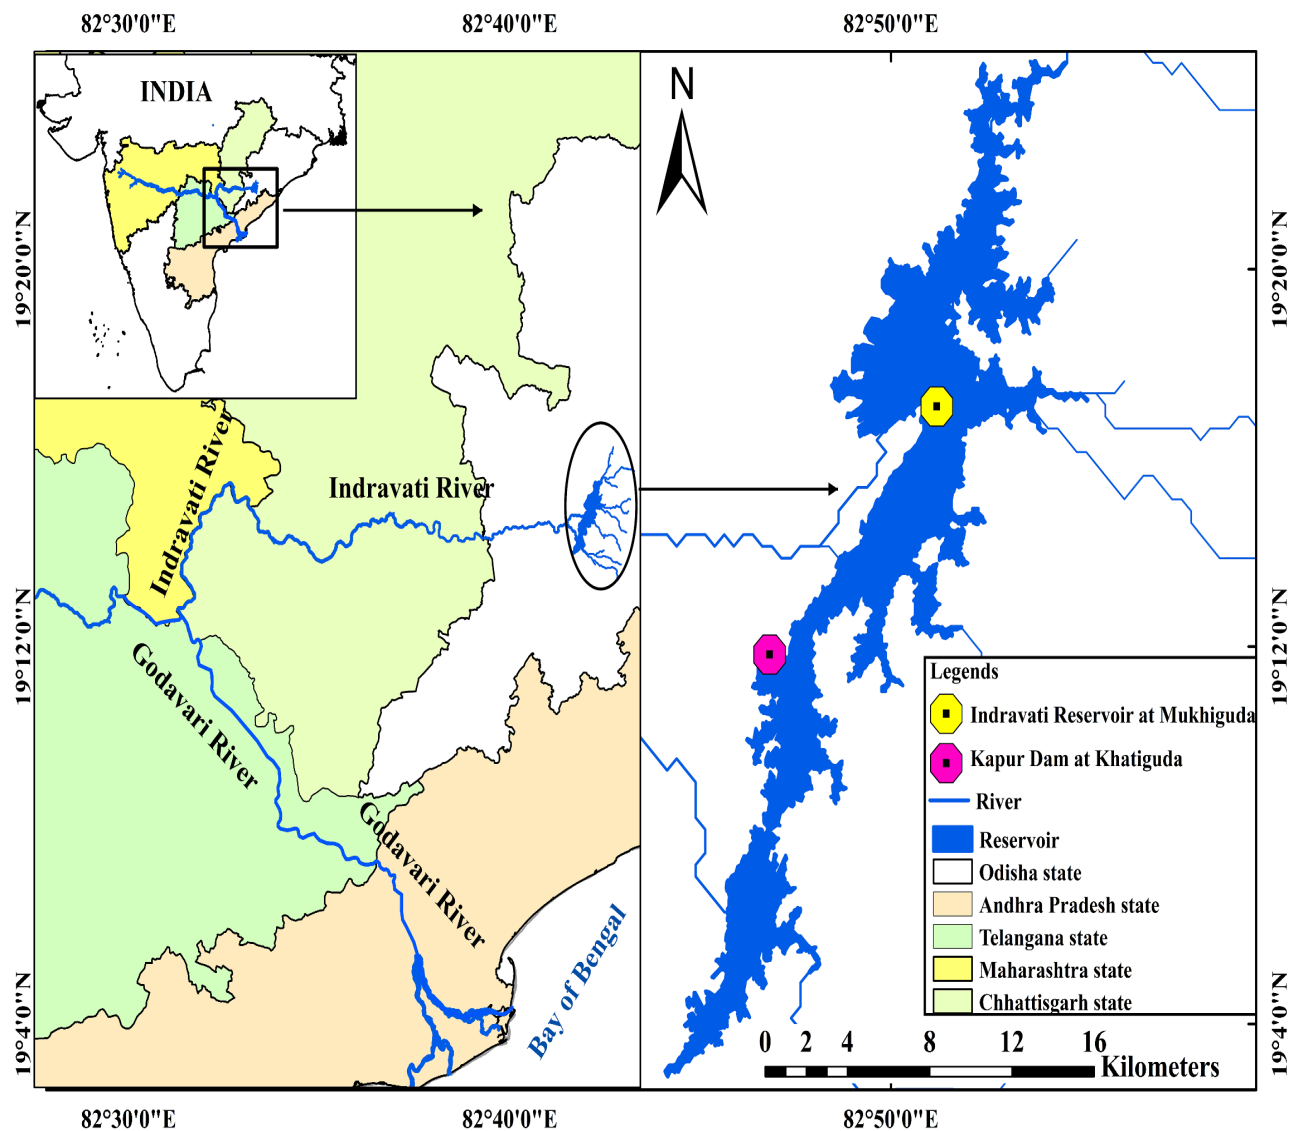 82°30'0"E
82°40'0"E
82°50'0"E
INDIA
N
19°20'0"N
19°20'0"N
Indravati River
Indravati River
19°12'0"N
19°12'0"N
Godavari River
Godavari River
Bay of Bengal
Legends
Indravati Reservoir at Mukhiguda
Kapur Dam at Khatiguda
River
Reservoir
Odisha state
Andhra Pradesh state
Telangana state
Maharashtra state
Chhattisgarh state
19°4'0"N
19°4'0"N
0 2 4 8 12 16
Kilometers
82°30'0"E
82°40'0"E
82°50'0"E